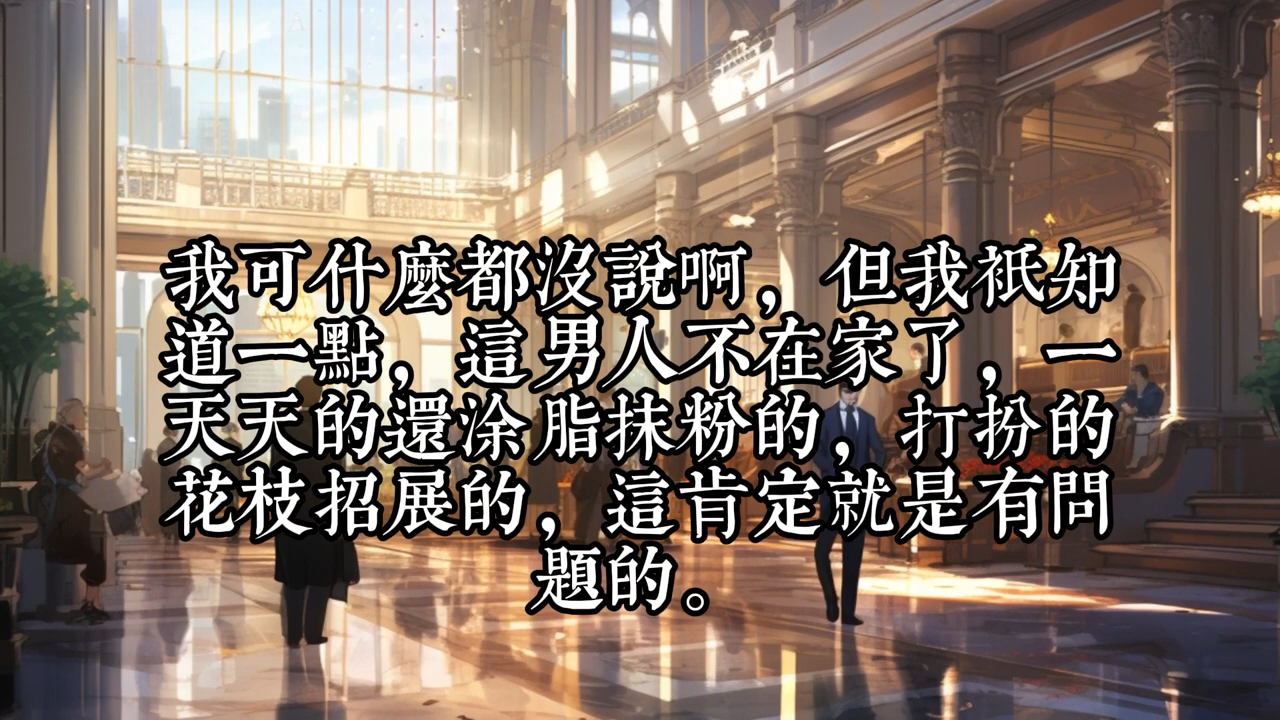 我可什麼都沒說啊，但我祇知
道一點，這男人不在家了，一
天天的還涂脂抹粉的，打扮的
花枝招展的，這肯定就是有問
題的。